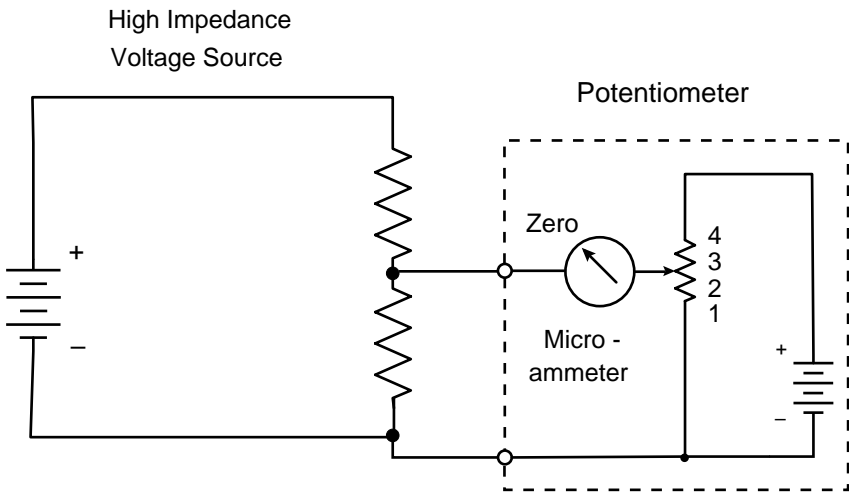 High Impedance
Voltage Source
Potentiometer
Zero
4
3
2
1
+
–
Micro -
ammeter
+
–